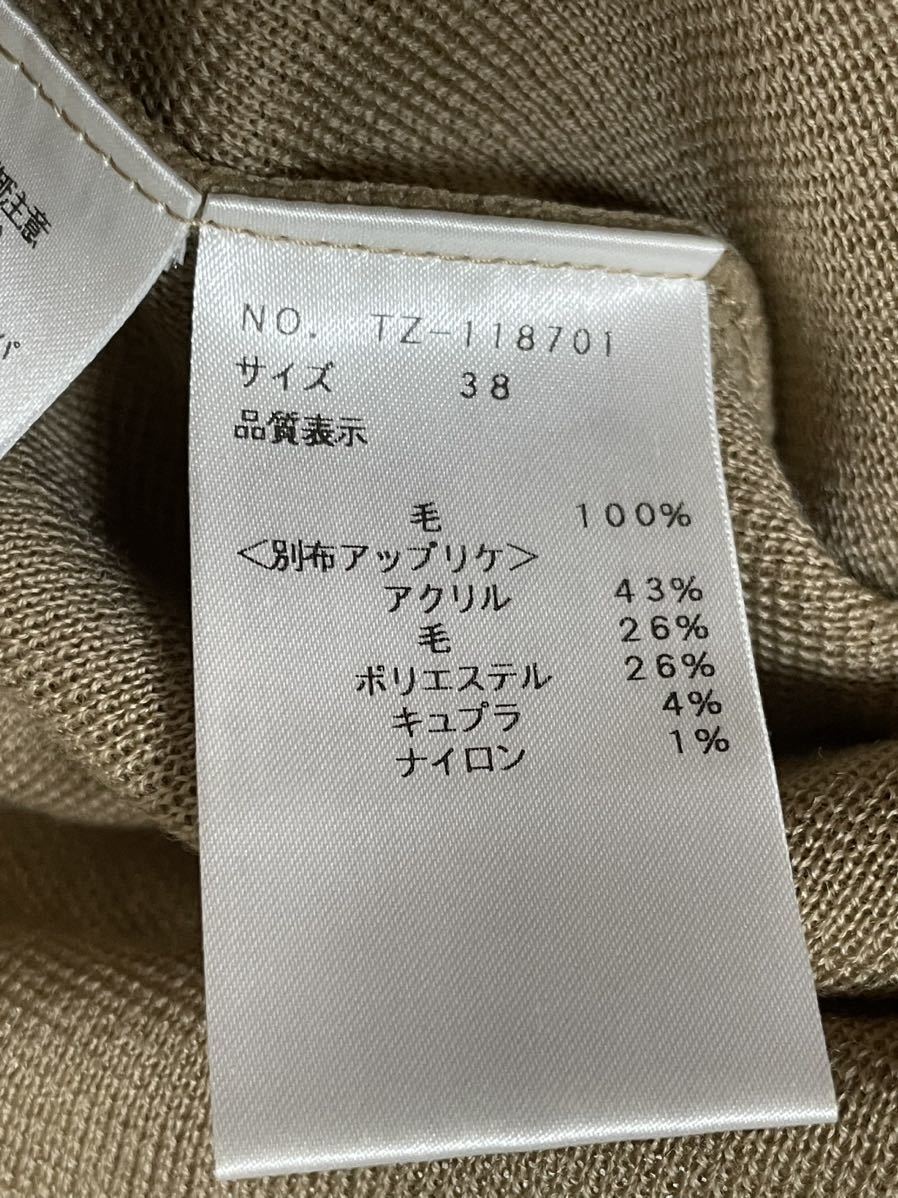 注意
NO. TZ-118701
サイズ 38
品質表示
毛 100%
<別布アップリケ>
アクリル 43%
毛 26%
ポリエステル 26%
キュプラ 4%
ナイロン 1%